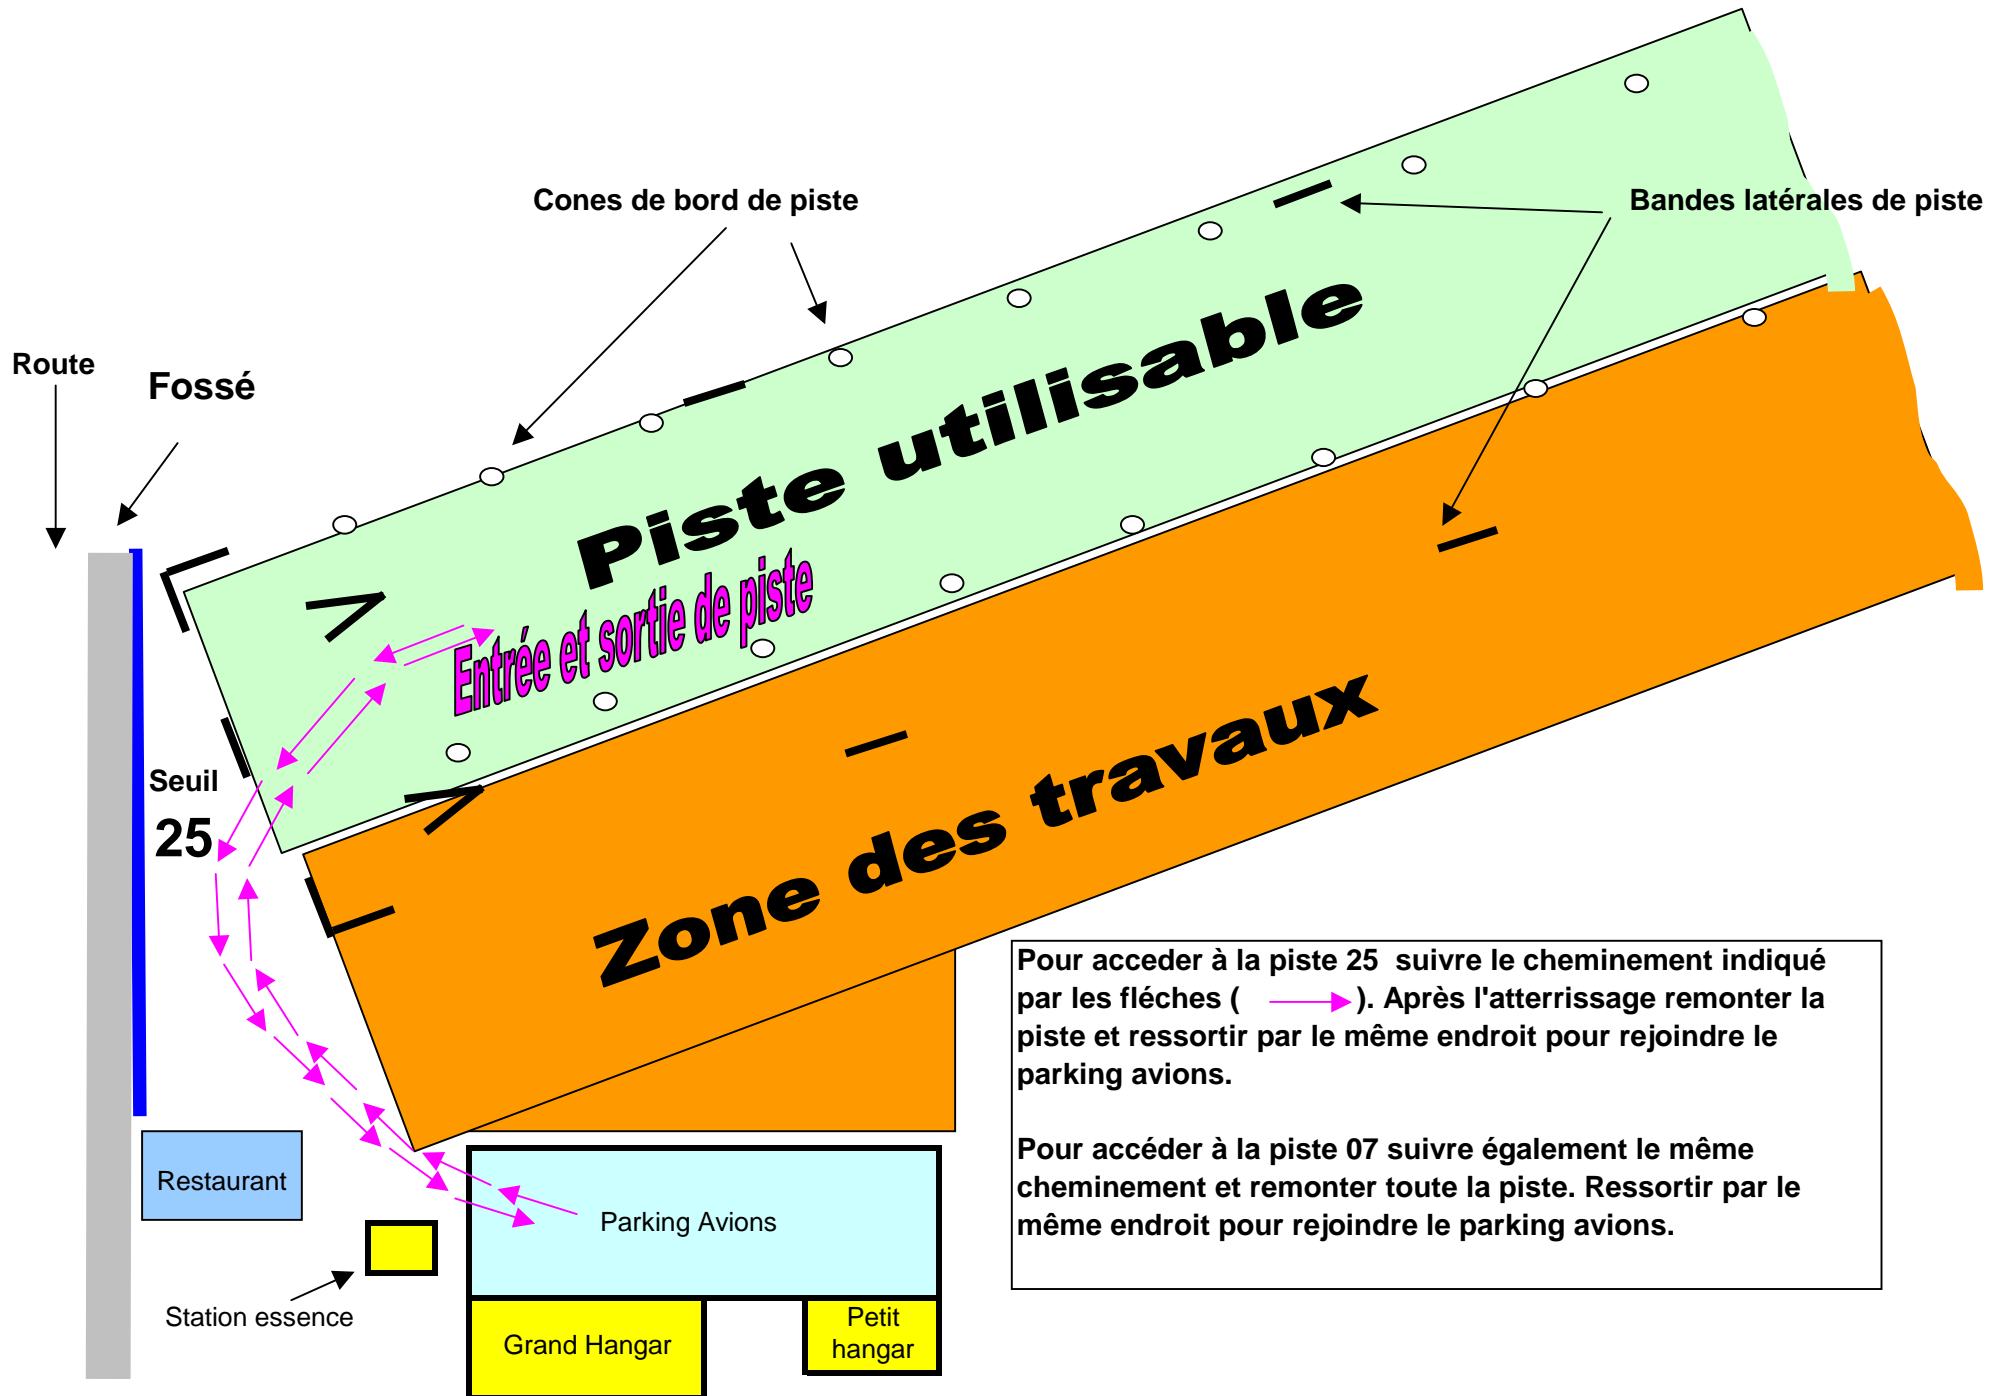 Cones de bord de piste
Bandes latérales de piste
Route
Fossé
Piste utilisable
Entrée et sortie de piste
Seuil
25
Zone des travaux
Pour acceder à la piste 25 suivre le cheminement indiqué
par les fléches ( ). Après l'atterrissage remonter la
piste et ressortir par le même endroit pour rejoindre le
parking avions.
Pour accéder à la piste 07 suivre également le même
cheminement et remonter toute la piste. Ressortir par le
même endroit pour rejoindre le parking avions.
Restaurant
Parking Avions
Station essence
Grand Hangar
Petit
hangar